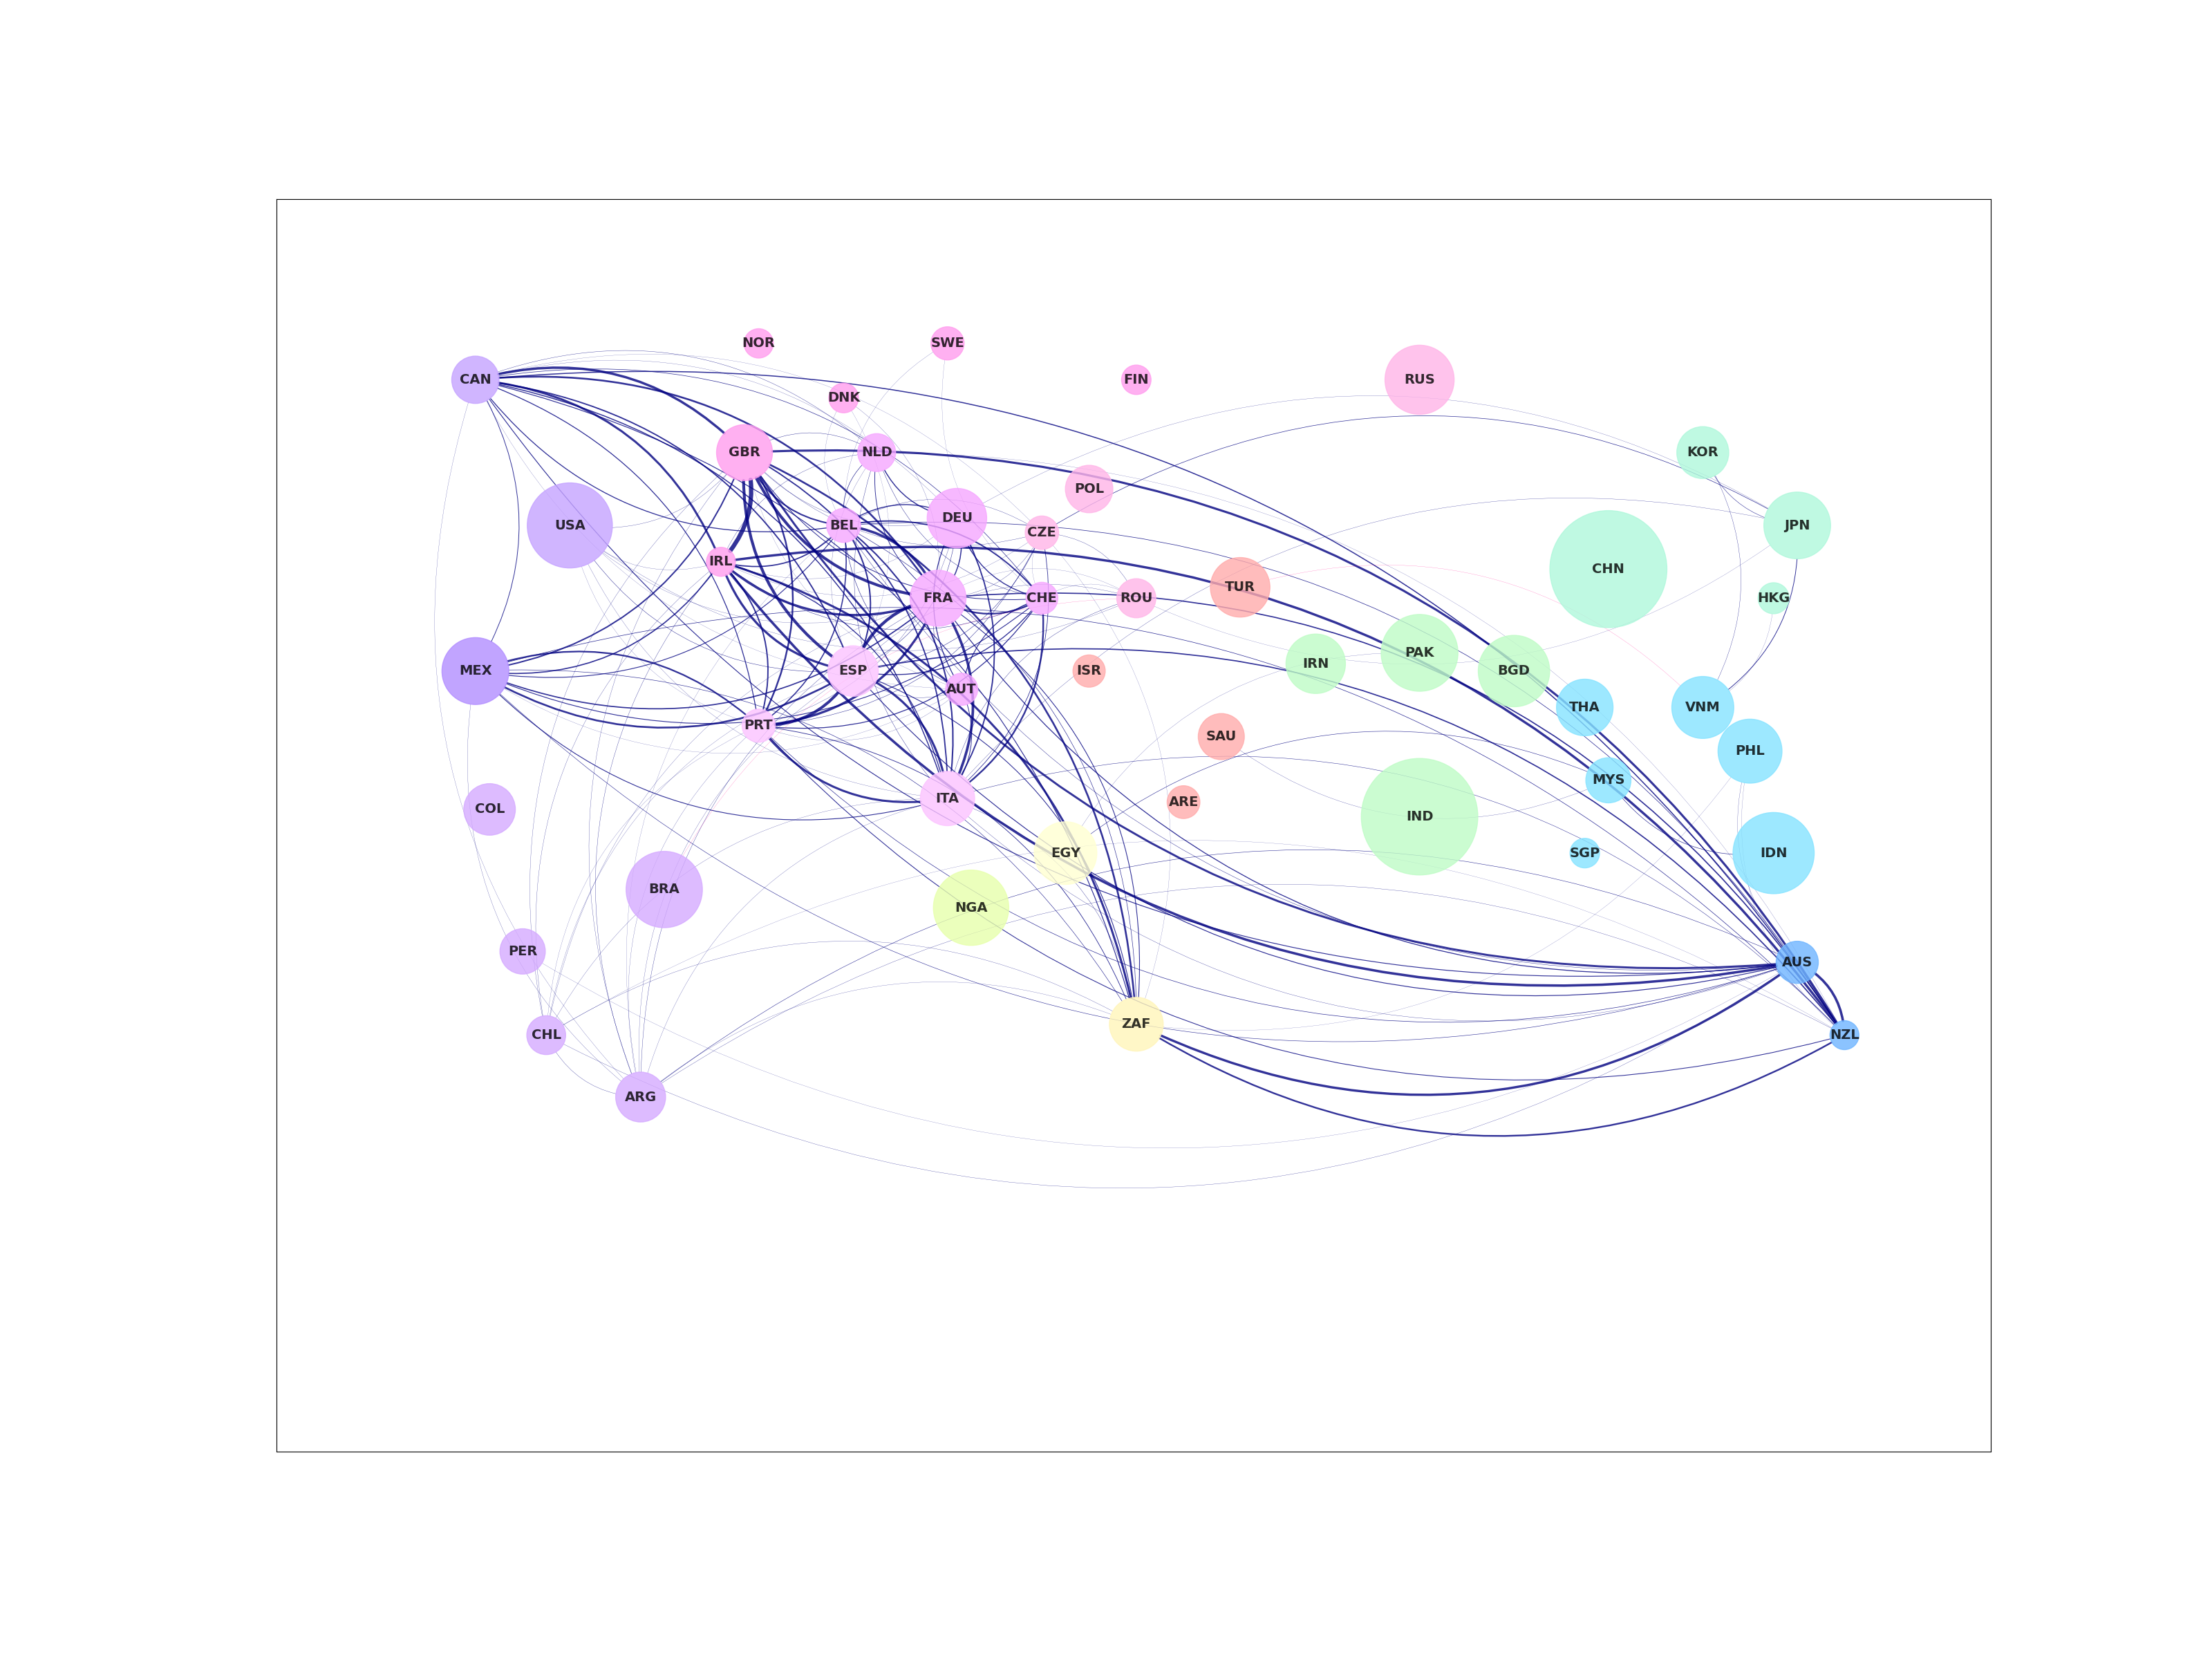 NOR
SWE
CAN
FIN
RUS
DNK
GBR
NLD
KOR
POL
USA
BEL
DEU
CZE
JPN
IRL
CHN
TUR
FRA
CHE
ROU
HKG
MEX
ESP
ISR
IRN
PAK
BGD
AUT
THA
VNM
PRT
SAU
PHL
MYS
ITA
ARE
COL
IND
EGY
SGP
IDN
BRA
NGA
PER
AUS
ZAF
CHL
NZL
ARG